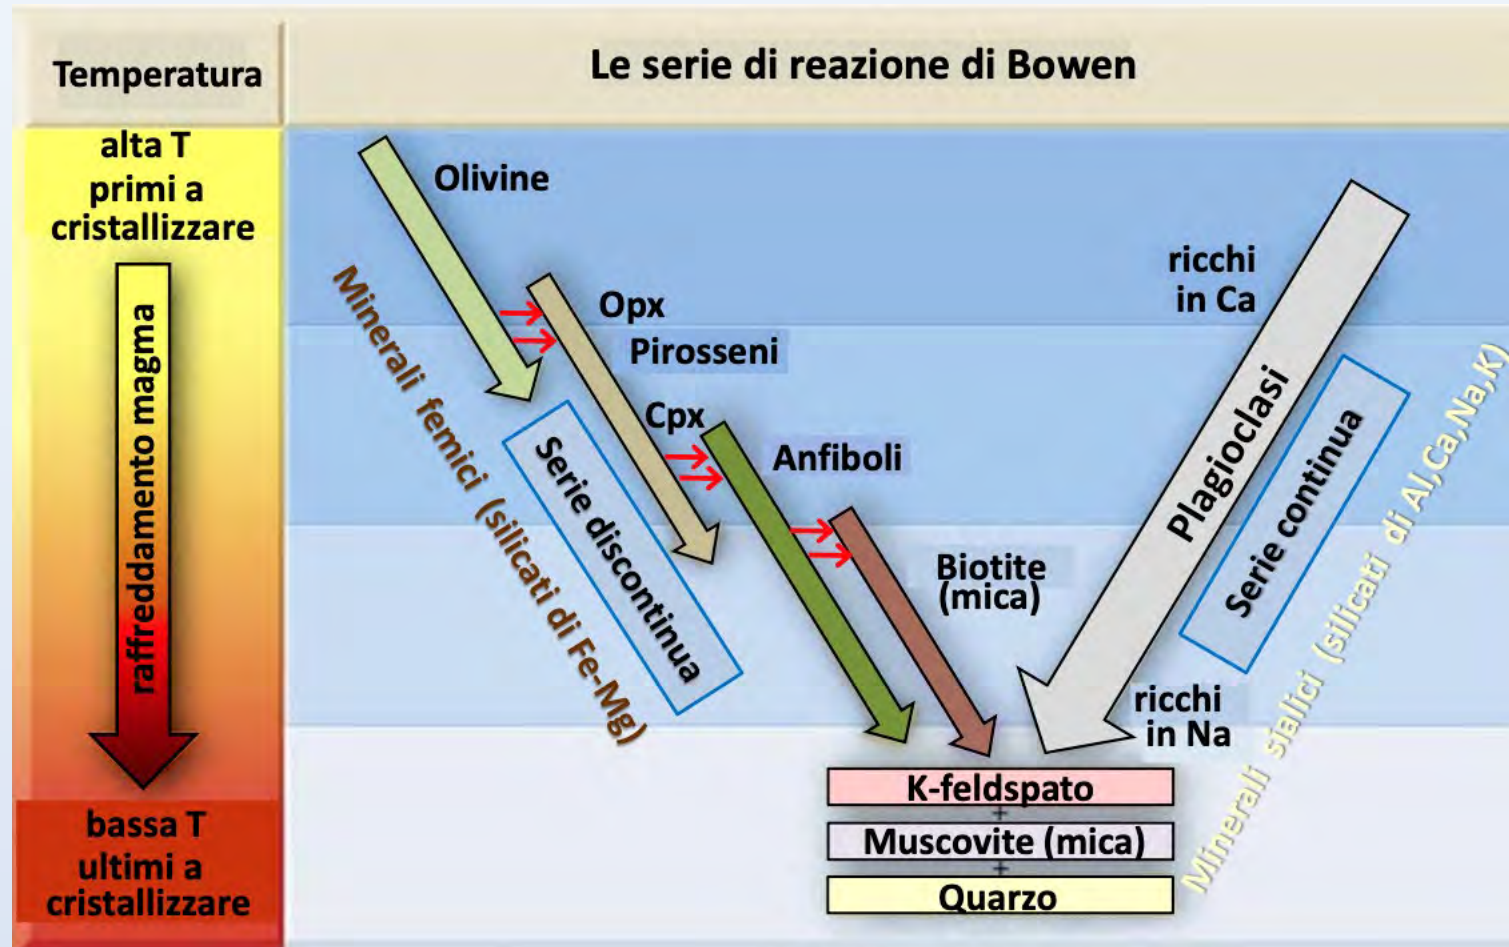 Temperatura
Le serie di reazione di Bowen
alta T
primi a
cristallizzare
raffreddamento magma
bassa T
ultimi a
cristallizzare
Olivine
Opx
Pirosseni
Cpx
Anfiboli
Biotite
(mica)
Minerali femici (silicati di Fe-Mg)
Serie discontinua
ricchi
in Ca
Plagioclasi
Serie continua
ricchi
in Na
Minerali sialici (silicati di Al,Ca,Na,K)
K-feldspato
+
Muscovite (mica)
+
Quarzo